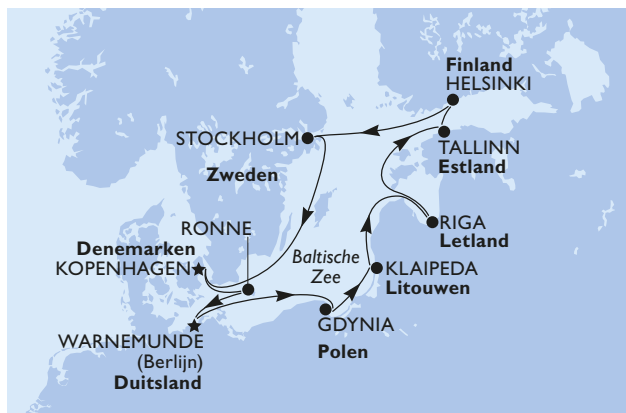 Finland
HELSINKI
STOCKHOLM
Zweden
TALLINN
Estland
RONNE
RIGA
Letland
Denemarken
KOPENHAGEN
Baltische
Zee
KLAIPEDA
Litouwen
GDYNIA
Polen
WARNEMUNDE
(Berlijn)
Duitsland